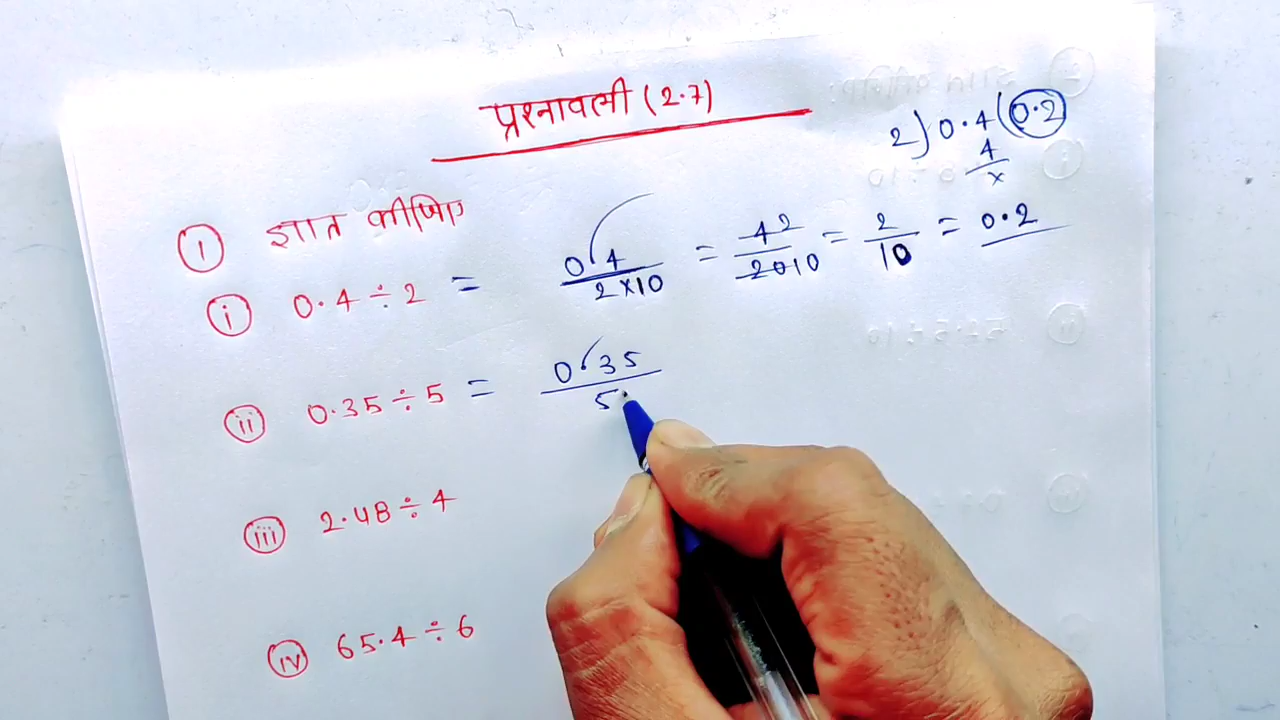 प्रश्नावली (2.7)
2)0.4(0.2
4
x
1 ज्ञात कीजिए
i 0.4÷2 = 0.4/2×10 = 4 2/20 10 = 2/10 = 0.2
ii 0.35÷5 = 0.35/5
iii 2.48÷4
iv 65.4÷6